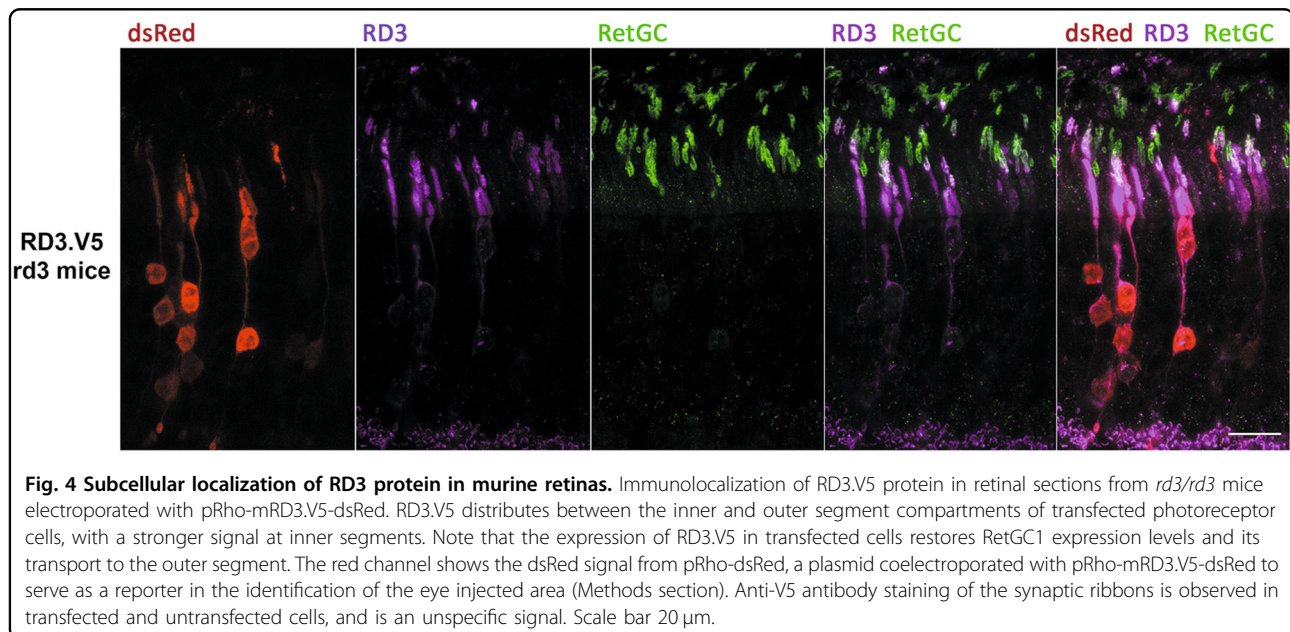 dsRed RD3 RetGC RD3 RetGC dsRed RD3 RetGC
RD3.V5
rd3 mice
Fig. 4 Subcellular localization of RD3 protein in murine retinas. Immunolocalization of RD3.V5 protein in retinal sections from rd3/rd3 mice
electroporated with pRho-mRD3.V5-dsRed. RD3.V5 distributes between the inner and outer segment compartments of transfected photoreceptor
cells, with a stronger signal at inner segments. Note that the expression of RD3.V5 in transfected cells restores RetGC1 expression levels and its
transport to the outer segment. The red channel shows the dsRed signal from pRho-dsRed, a plasmid coelectroporated with pRho-mRD3.V5-dsRed to
serve as a reporter in the identification of the eye injected area (Methods section). Anti-V5 antibody staining of the synaptic ribbons is observed in
transfected and untransfected cells, and is an unspecific signal. Scale bar 20 μm.